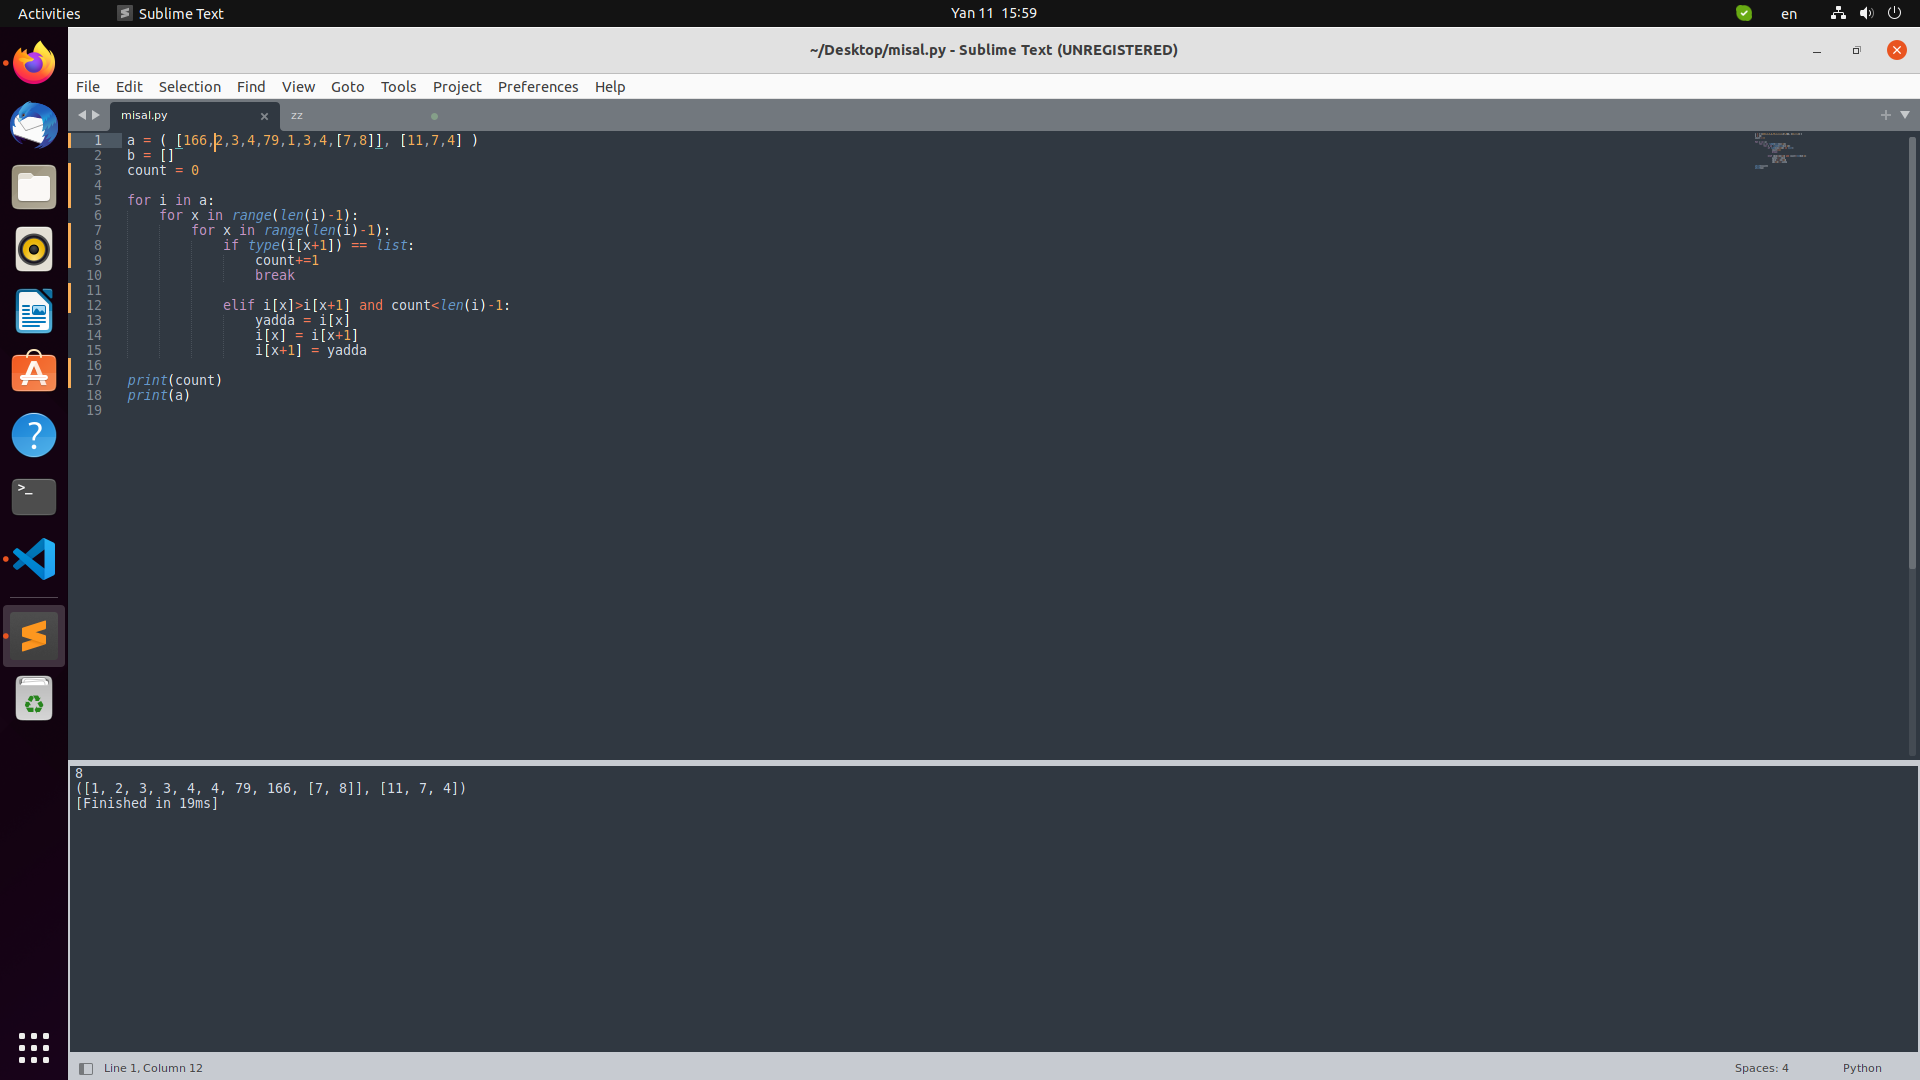 Activities
Sublime Text
Yan 11 15:59
en
~/Desktop/misal.py - Sublime Text (UNREGISTERED)
File Edit Selection Find View Goto Tools Project Preferences Help
misal.py
zz
1 a = ( [166,2,3,4,79,1,3,4,[7,8]], [11,7,4] )
2 b = []
3 count = 0
4
5 for i in a:
6     for x in range(len(i)-1):
7         for x in range(len(i)-1):
8             if type(i[x+1]) == list:
9                 count+=1
10                 break
11
12             elif i[x]>i[x+1] and count<len(i)-1:
13                 yadda = i[x]
14                 i[x] = i[x+1]
15                 i[x+1] = yadda
16
17 print(count)
18 print(a)
19
8
([1, 2, 3, 3, 4, 4, 79, 166, [7, 8]], [11, 7, 4])
[Finished in 19ms]
Line 1, Column 12
Spaces: 4
Python